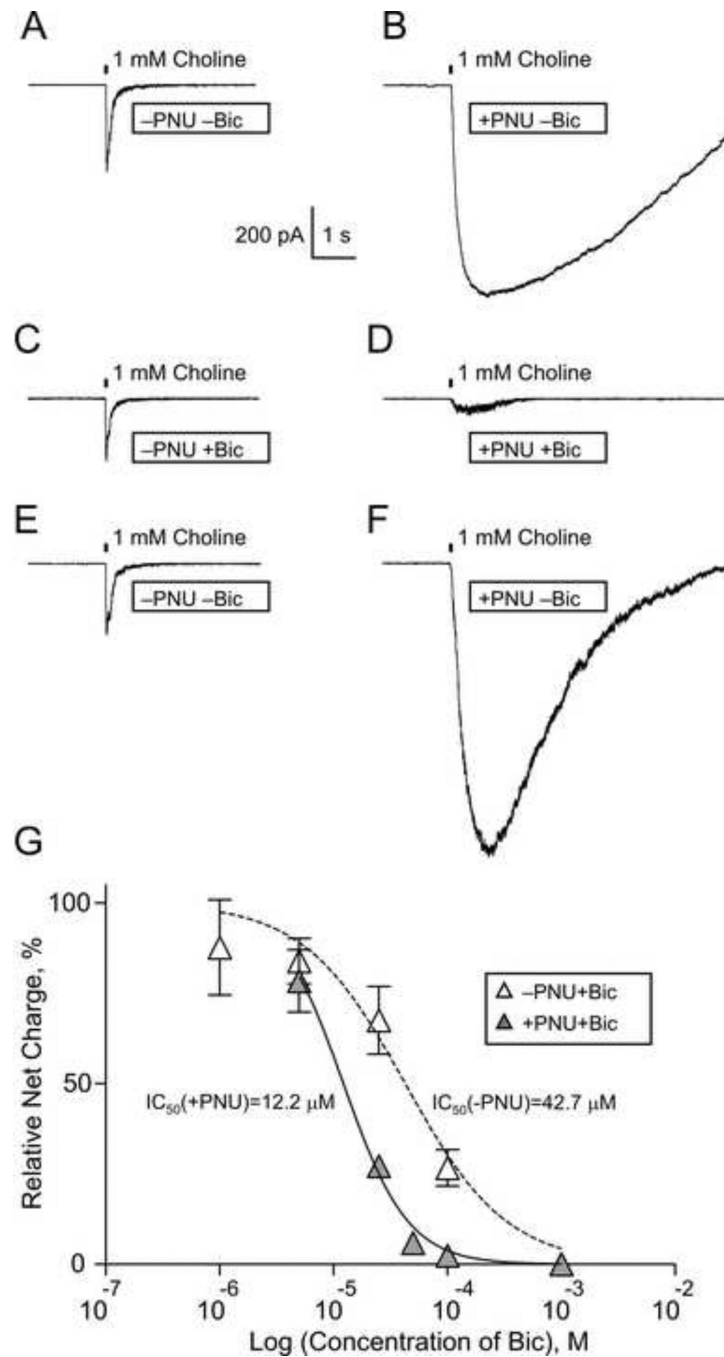 A
B
1 mM Choline
1 mM Choline
–PNU –Bic
+PNU –Bic
200 pA
1 s
C
D
1 mM Choline
1 mM Choline
–PNU +Bic
+PNU +Bic
E
F
1 mM Choline
1 mM Choline
–PNU –Bic
+PNU –Bic
G
Relative Net Charge, %
100
50
0
–PNU+Bic
+PNU+Bic
IC50(+PNU)=12.2 μM
IC50(-PNU)=42.7 μM
10-7
10-6
10-5
10-4
10-3
10-2
Log (Concentration of Bic), M